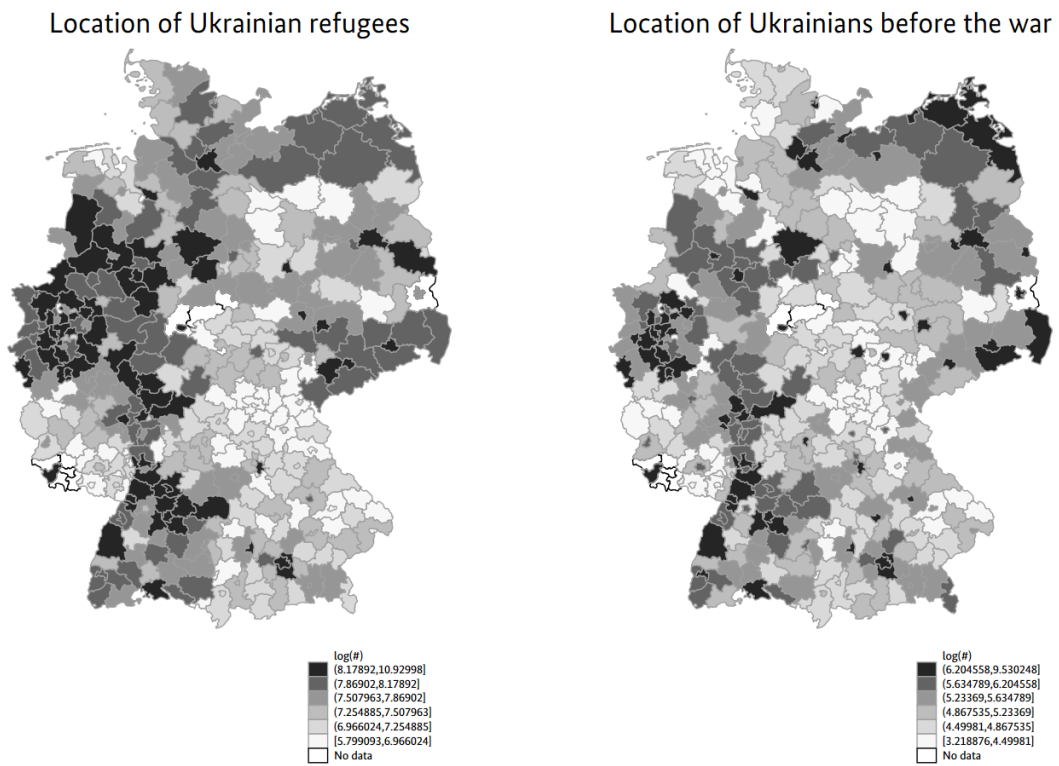 Location of Ukrainian refugees
Location of Ukrainians before the war
log(#)
(8.17892,10.92998]
(7.86902,8.17892]
(7.507963,7.86902]
(7.254885,7.507963]
(6.966024,7.254885]
[5.799093,6.966024]
No data
log(#)
(6.204558,9.530248]
(5.634789,6.204558]
(5.23369,5.634789]
(4.867535,5.23369]
(4.49981,4.867535]
[3.218876,4.49981]
No data